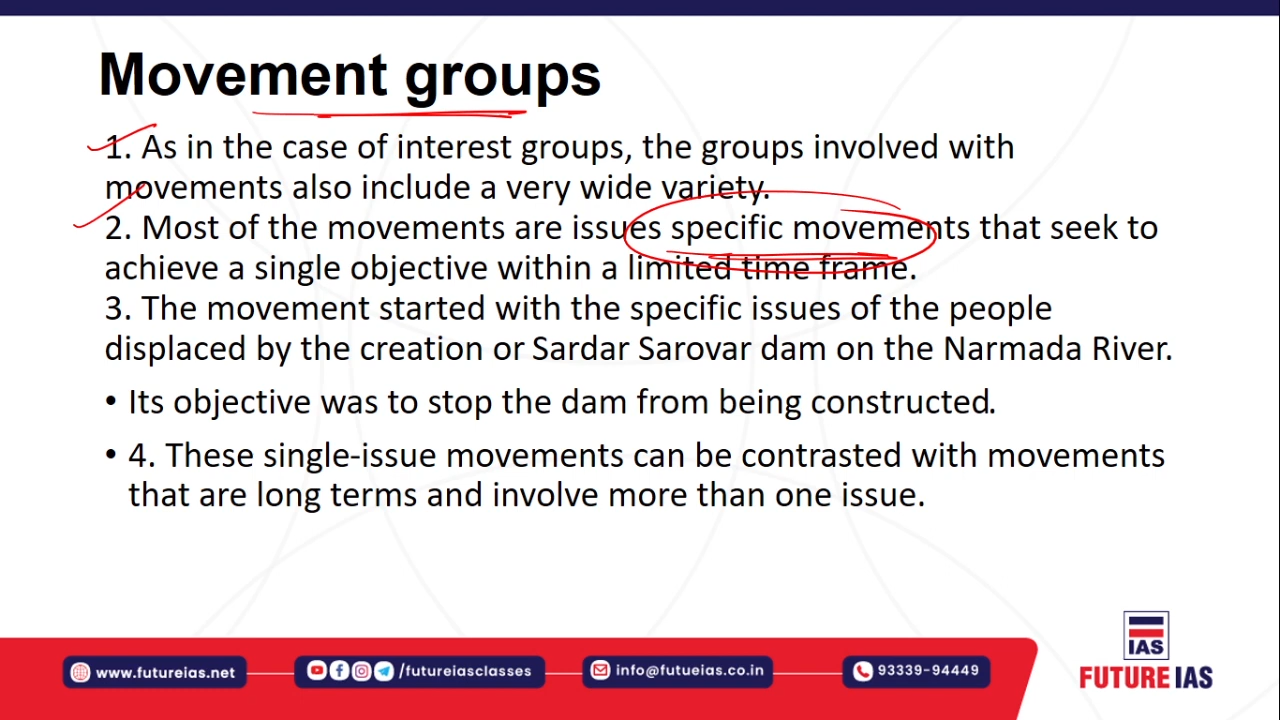 Movement groups
1. As in the case of interest groups, the groups involved with
movements also include a very wide variety.
2. Most of the movements are issues specific movements that seek to
achieve a single objective within a limited time frame.
3. The movement started with the specific issues of the people
displaced by the creation or Sardar Sarovar dam on the Narmada River.
• Its objective was to stop the dam from being constructed.
• 4. These single-issue movements can be contrasted with movements
that are long terms and involve more than one issue.
IAS
www.futureias.net
/futureiasclasses
info@futueias.co.in
93339-94449
FUTURE IAS